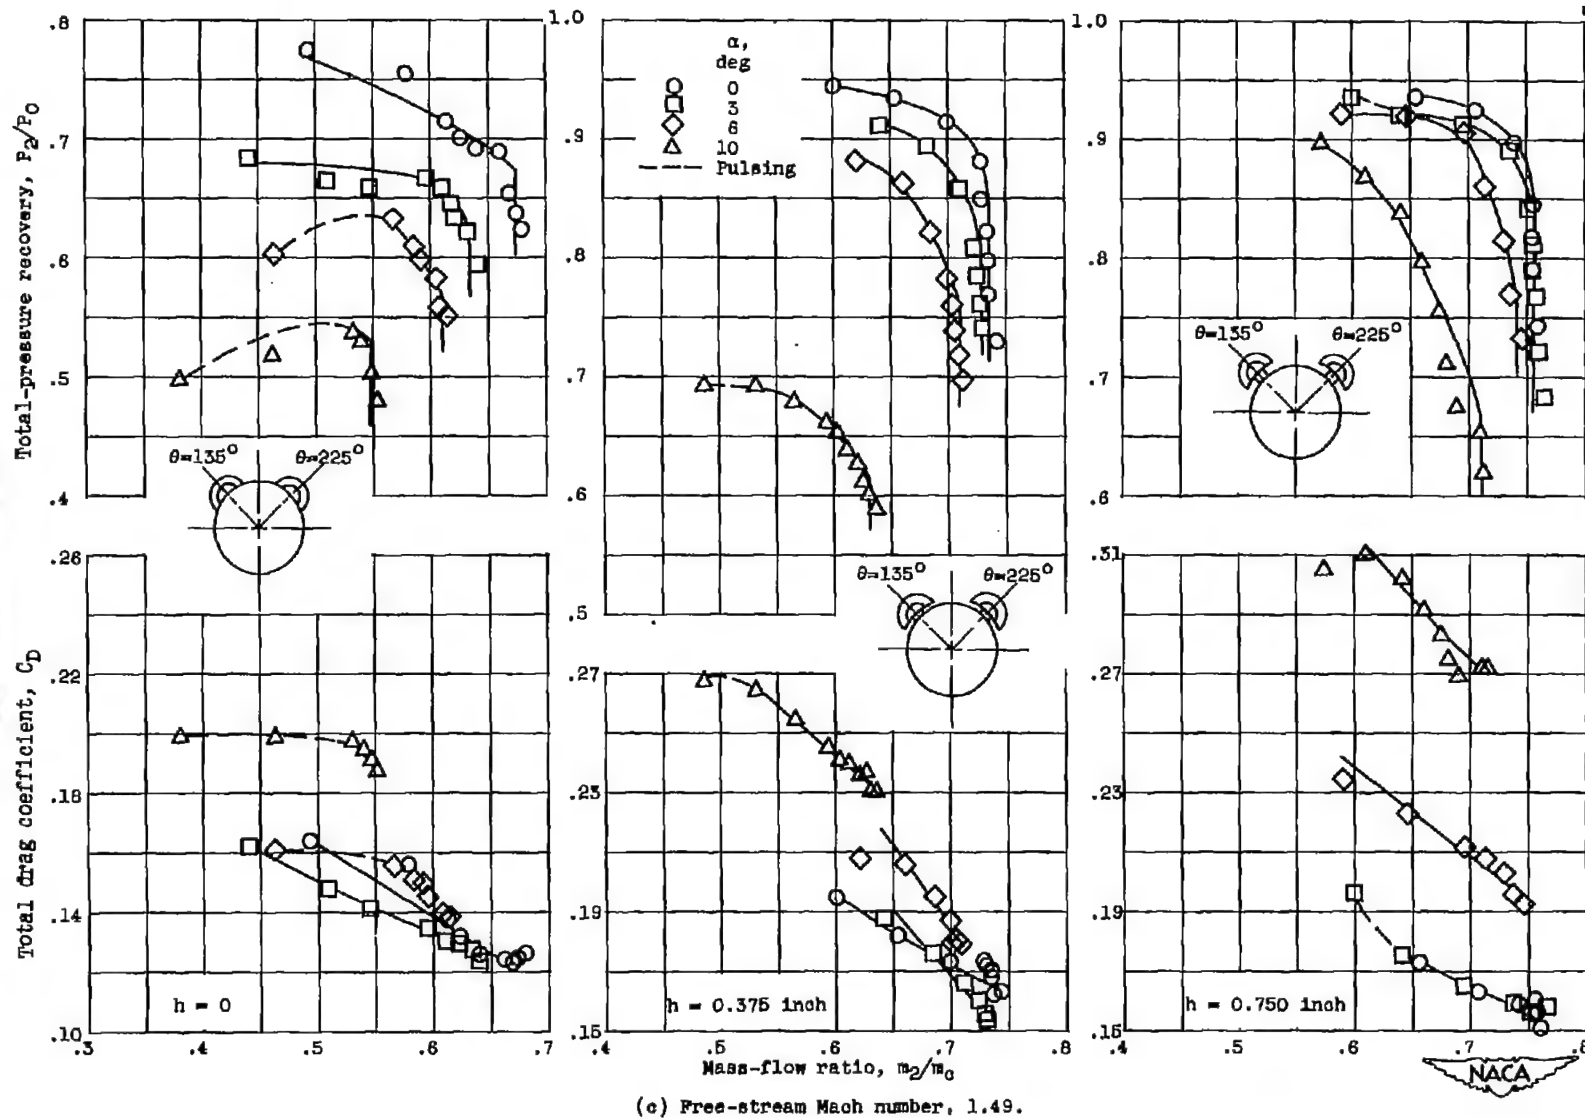 Total-pressure recovery, P2/P0
.8
.7
.6
.5
.4
1.0
.9
.8
.7
.6
.5
1.0
.9
.8
.7
.6
α,
deg
0
3
6
10
Pulsing
θ=135°
θ=225°
θ=135°
θ=225°
θ=135°
θ=225°
Total drag coefficient, CD
.26
.22
.18
.14
.10
.27
.23
.19
.15
.31
.27
.23
.19
.15
h = 0
h = 0.375 inch
h = 0.750 inch
.3 .4 .5 .6 .7
.4 .5 .6 .7 .8
.5 .6 .7 .8
Mass-flow ratio, m2/mc
NACA
(c) Free-stream Mach number, 1.49.